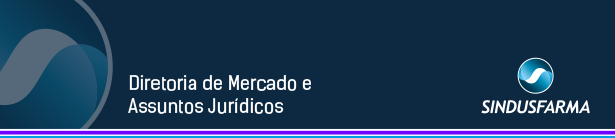 Diretoria de Mercado e
Assuntos Jurídicos
SINDUSFARMA